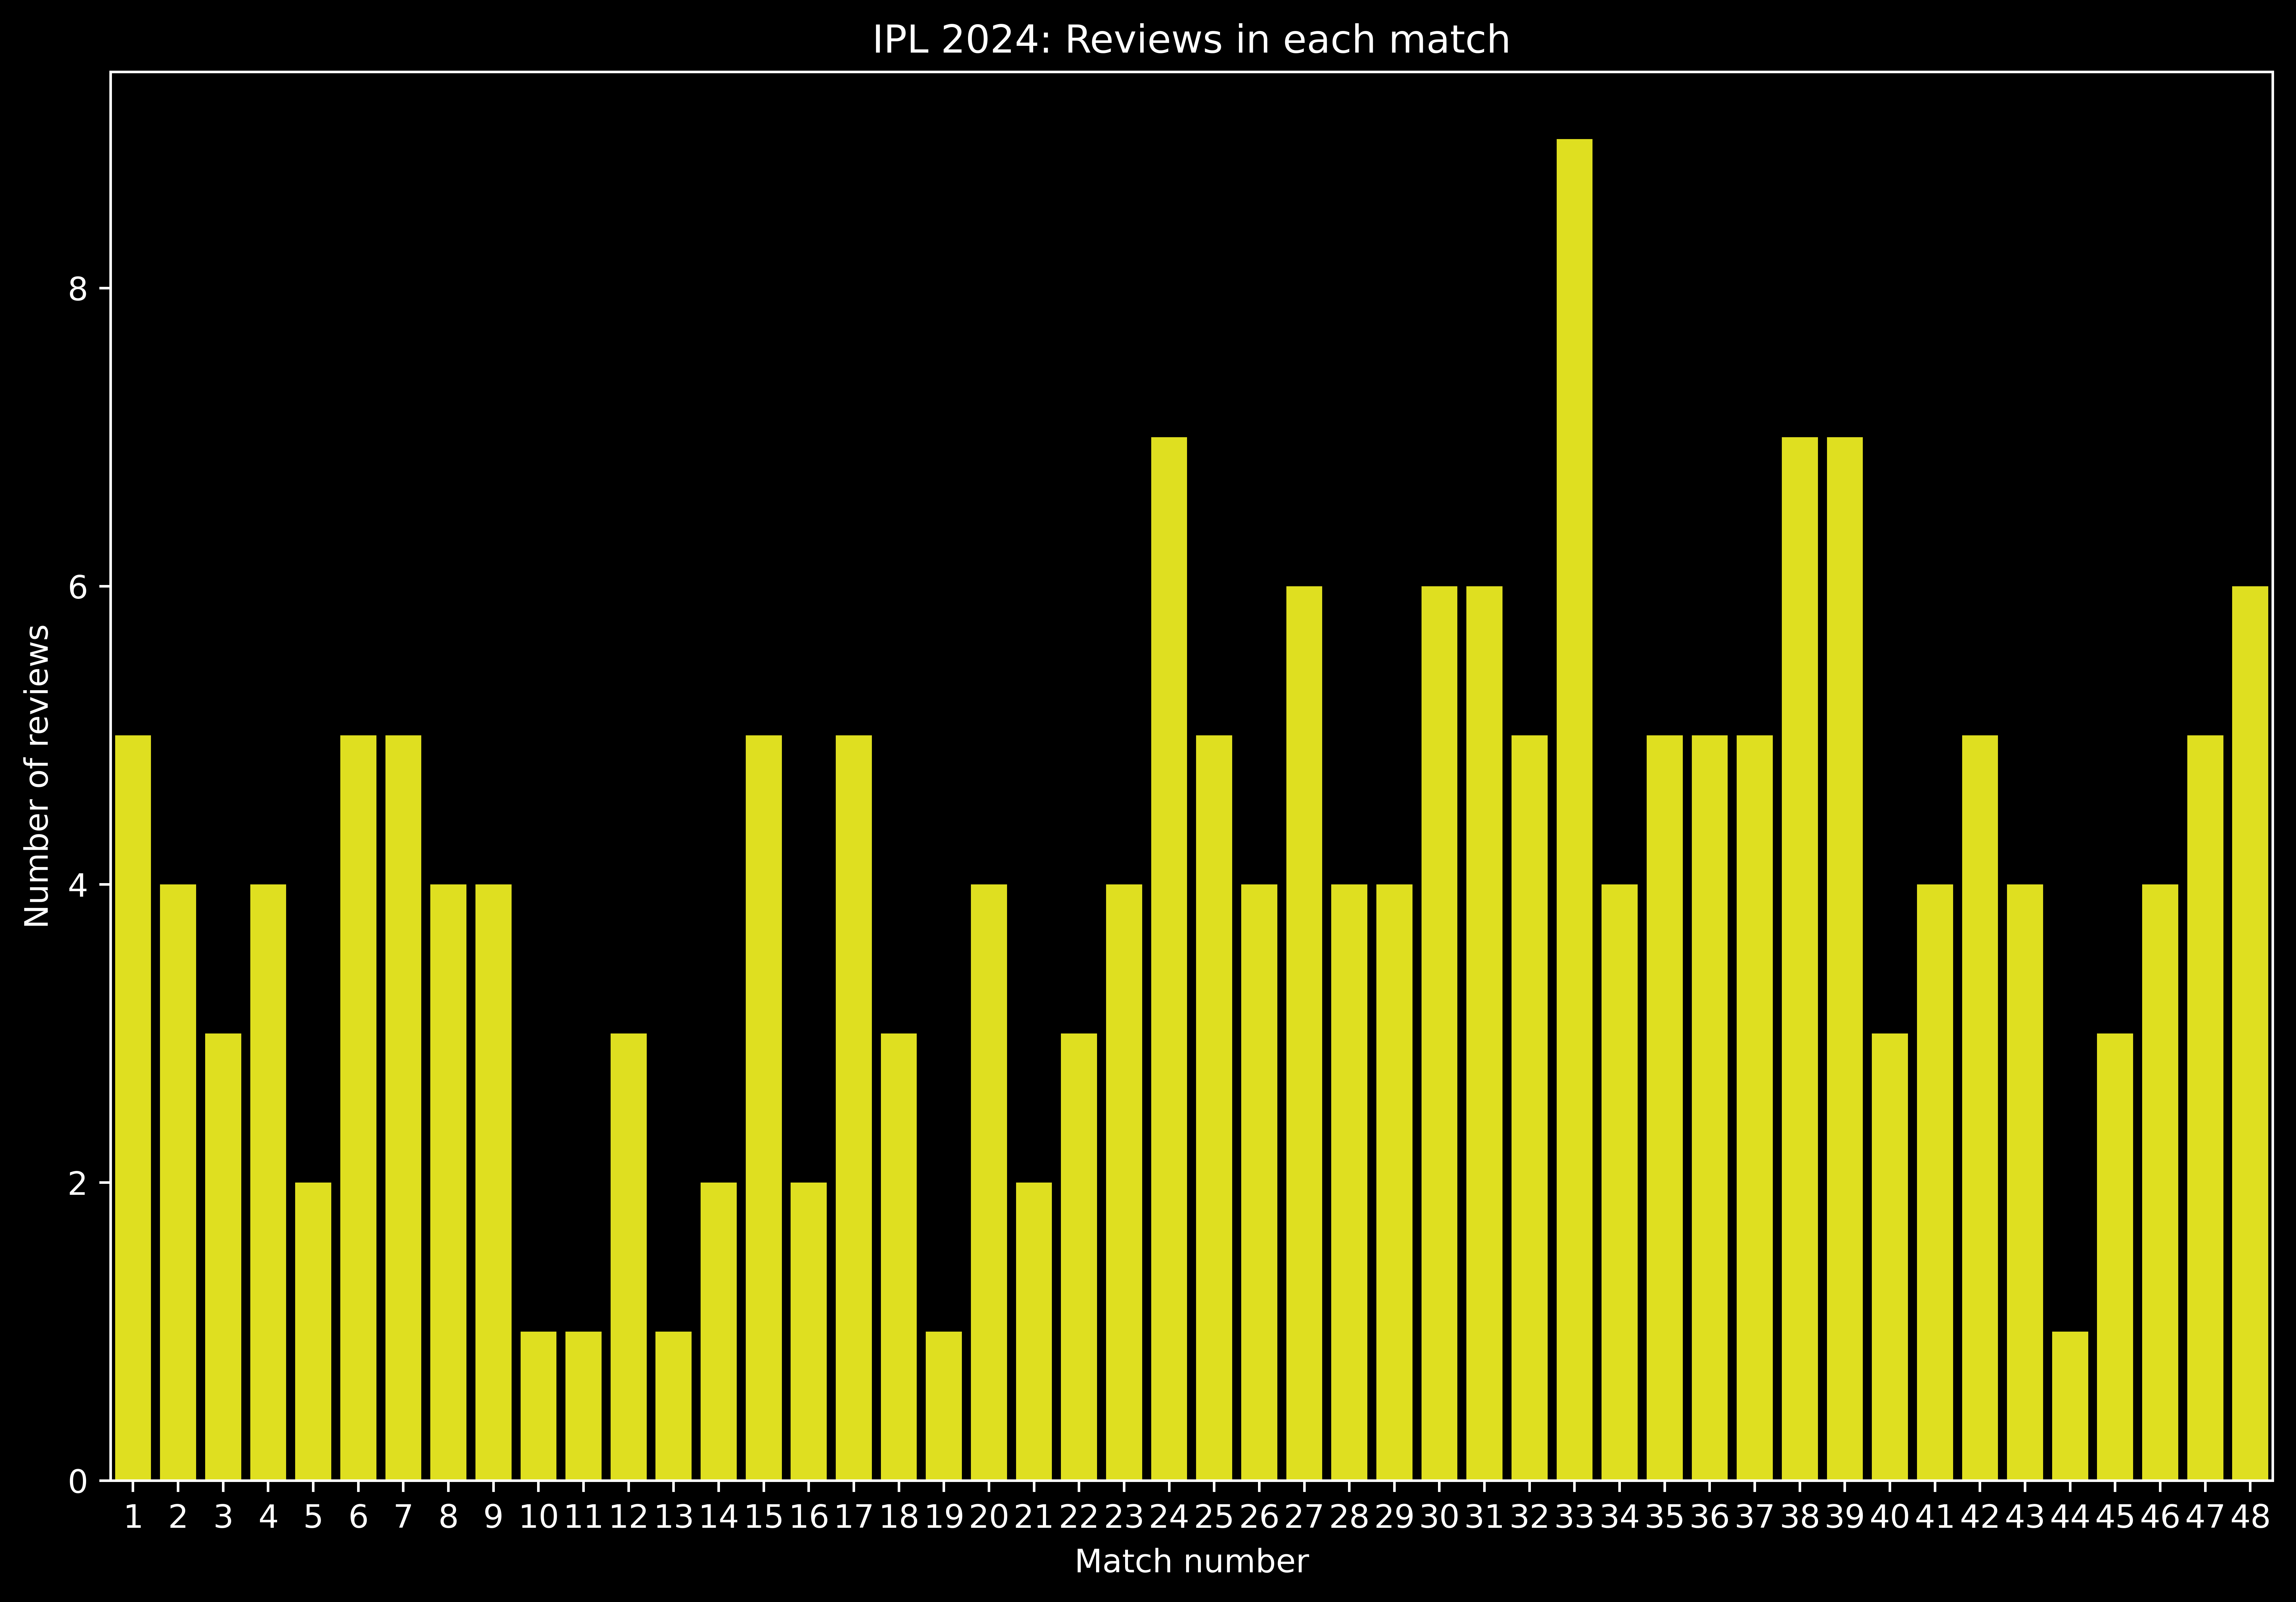 IPL 2024: Reviews in each match
Number of reviews
8
6
4
2
0
1 2 3 4 5 6 7 8 9 10 11 12 13 14 15 16 17 18 19 20 21 22 23 24 25 26 27 28 29 30 31 32 33 34 35 36 37 38 39 40 41 42 43 44 45 46 47 48
Match number